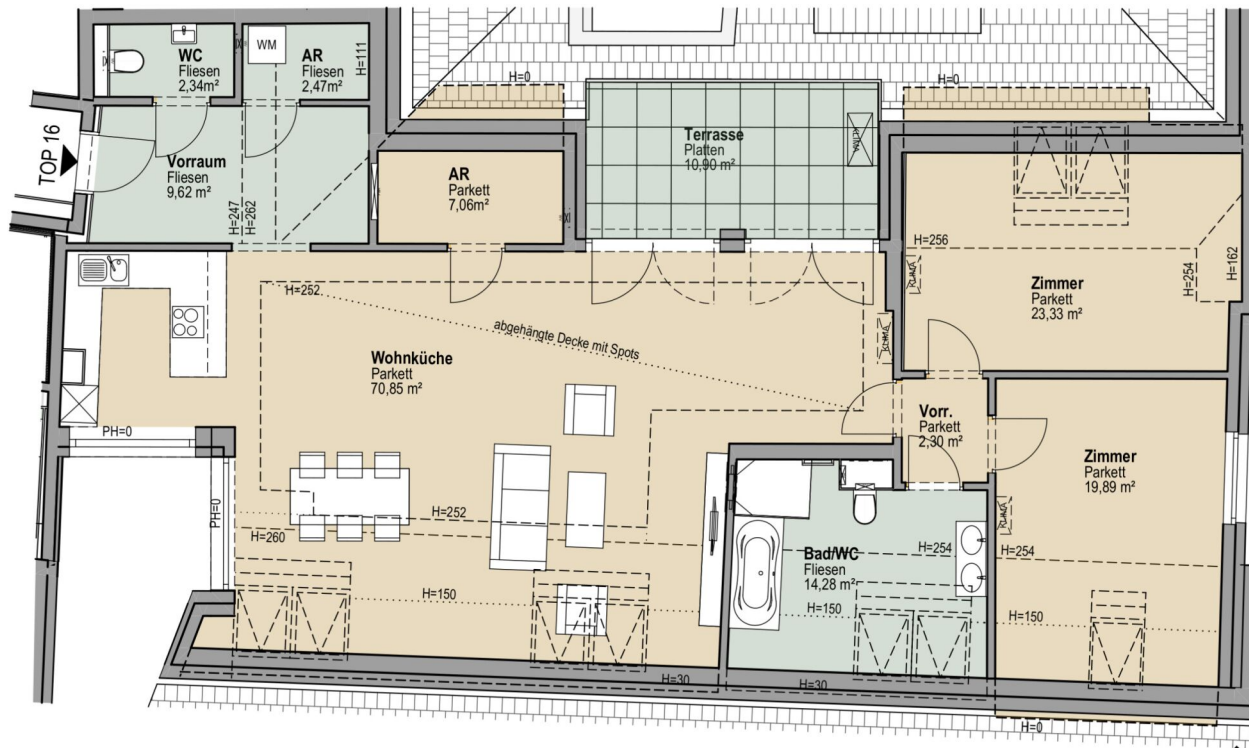 WC
Fliesen
2,34m²
WM
AR
Fliesen
2,47m²
H=111
TOP 16
Vorraum
Fliesen
9,62 m²
H=247
H=262
AR
Parkett
7,06m²
H=0
Terrasse
Platten
10,90 m²
KLIMA
H=0
H=256
KLIMA
Zimmer
Parkett
23,33 m²
H=254
H=162
H=252
abgehängte Decke mit Spots
KLIMA
Wohnküche
Parkett
70,85 m²
Vorr.
Parkett
2,30 m²
Zimmer
Parkett
19,89 m²
KLIMA
PH=0
PH=0
H=252
H=260
H=150
Bad/WC
Fliesen
14,28 m²
H=254
H=150
H=254
H=150
H=30
H=30
H=0